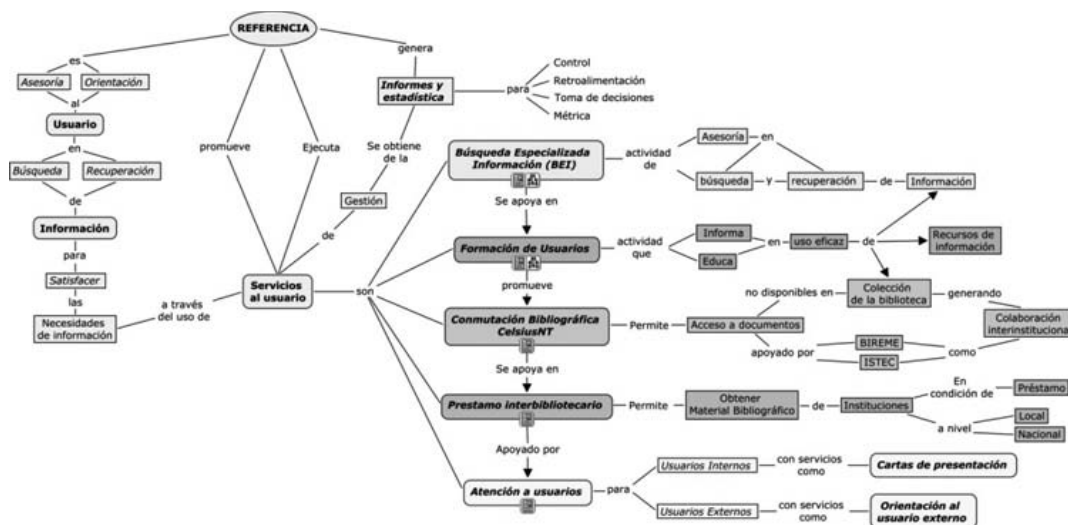 REFERENCIA
es
Asesoría
Orientación
al
Usuario
en
Búsqueda
Recuperación
de
Información
para
Satisfacer
las
Necesidades
de información
a través
del uso de
promueve
Ejecuta
genera
Informes y
estadística
para
Control
Retroalimentación
Toma de decisiones
Métrica
Se obtiene
de la
Gestión
de
Servicios
al usuario
son
Búsqueda Especializada
Información (BEI)
actividad
de
Asesoría
en
búsqueda
y
recuperación
de
Información
Se apoya en
Formación de Usuarios
actividad
que
Informa
Educa
en
uso eficaz
de
Recursos de
información
promueve
Conmutación Bibliográfica
CelsiusNT
Permite
Acceso a documentos
no disponibles en
Colección
de la biblioteca
generando
Colaboración
interinstituciona
apoyado por
BIREME
ISTEC
como
Se apoya en
Prestamo interbibliotecario
Permite
Obtener
Material Bibliográfico
de
Instituciones
En
condición de
Préstamo
a nivel
Local
Nacional
Apoyado por
Atención a usuarios
para
Usuarios Internos
con servicios
como
Cartas de presentación
Usuarios Externos
con servicios
como
Orientación al
usuario externo